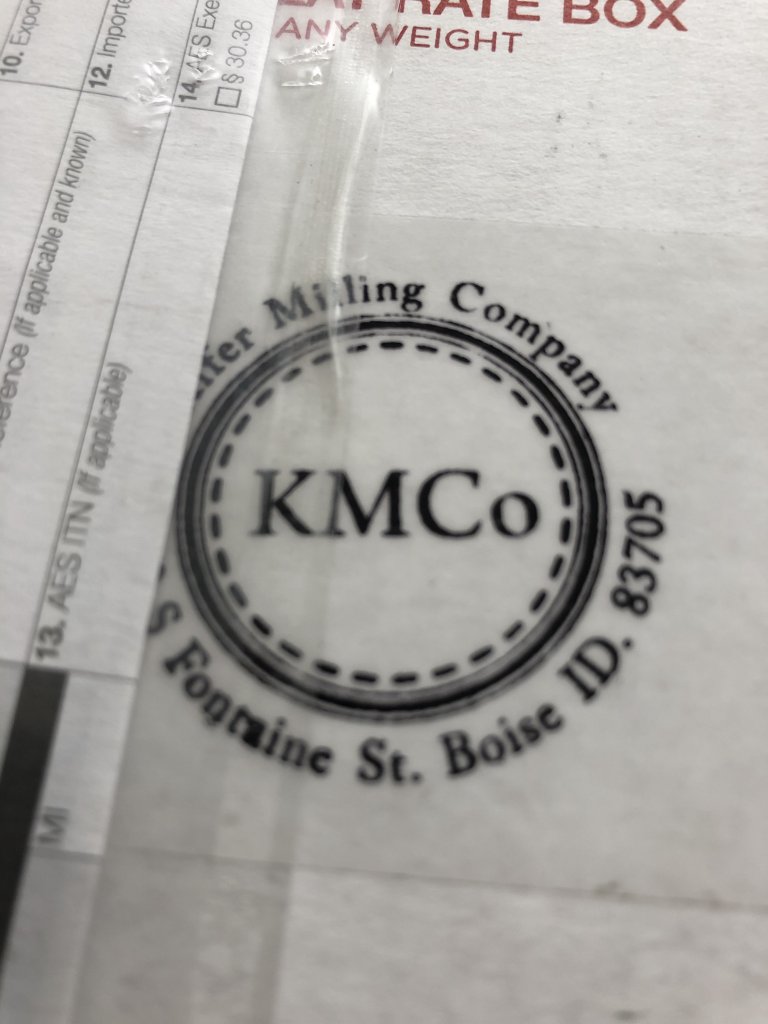 RATE BOX
ANY WEIGHT
10. Expor
12. Importe
14. AES Exe
§ 30.36
(if applicable and known)
13. AES ITN (if applicable)
MI
Milling Company
KMCo
S Fontaine St. Boise ID. 83705